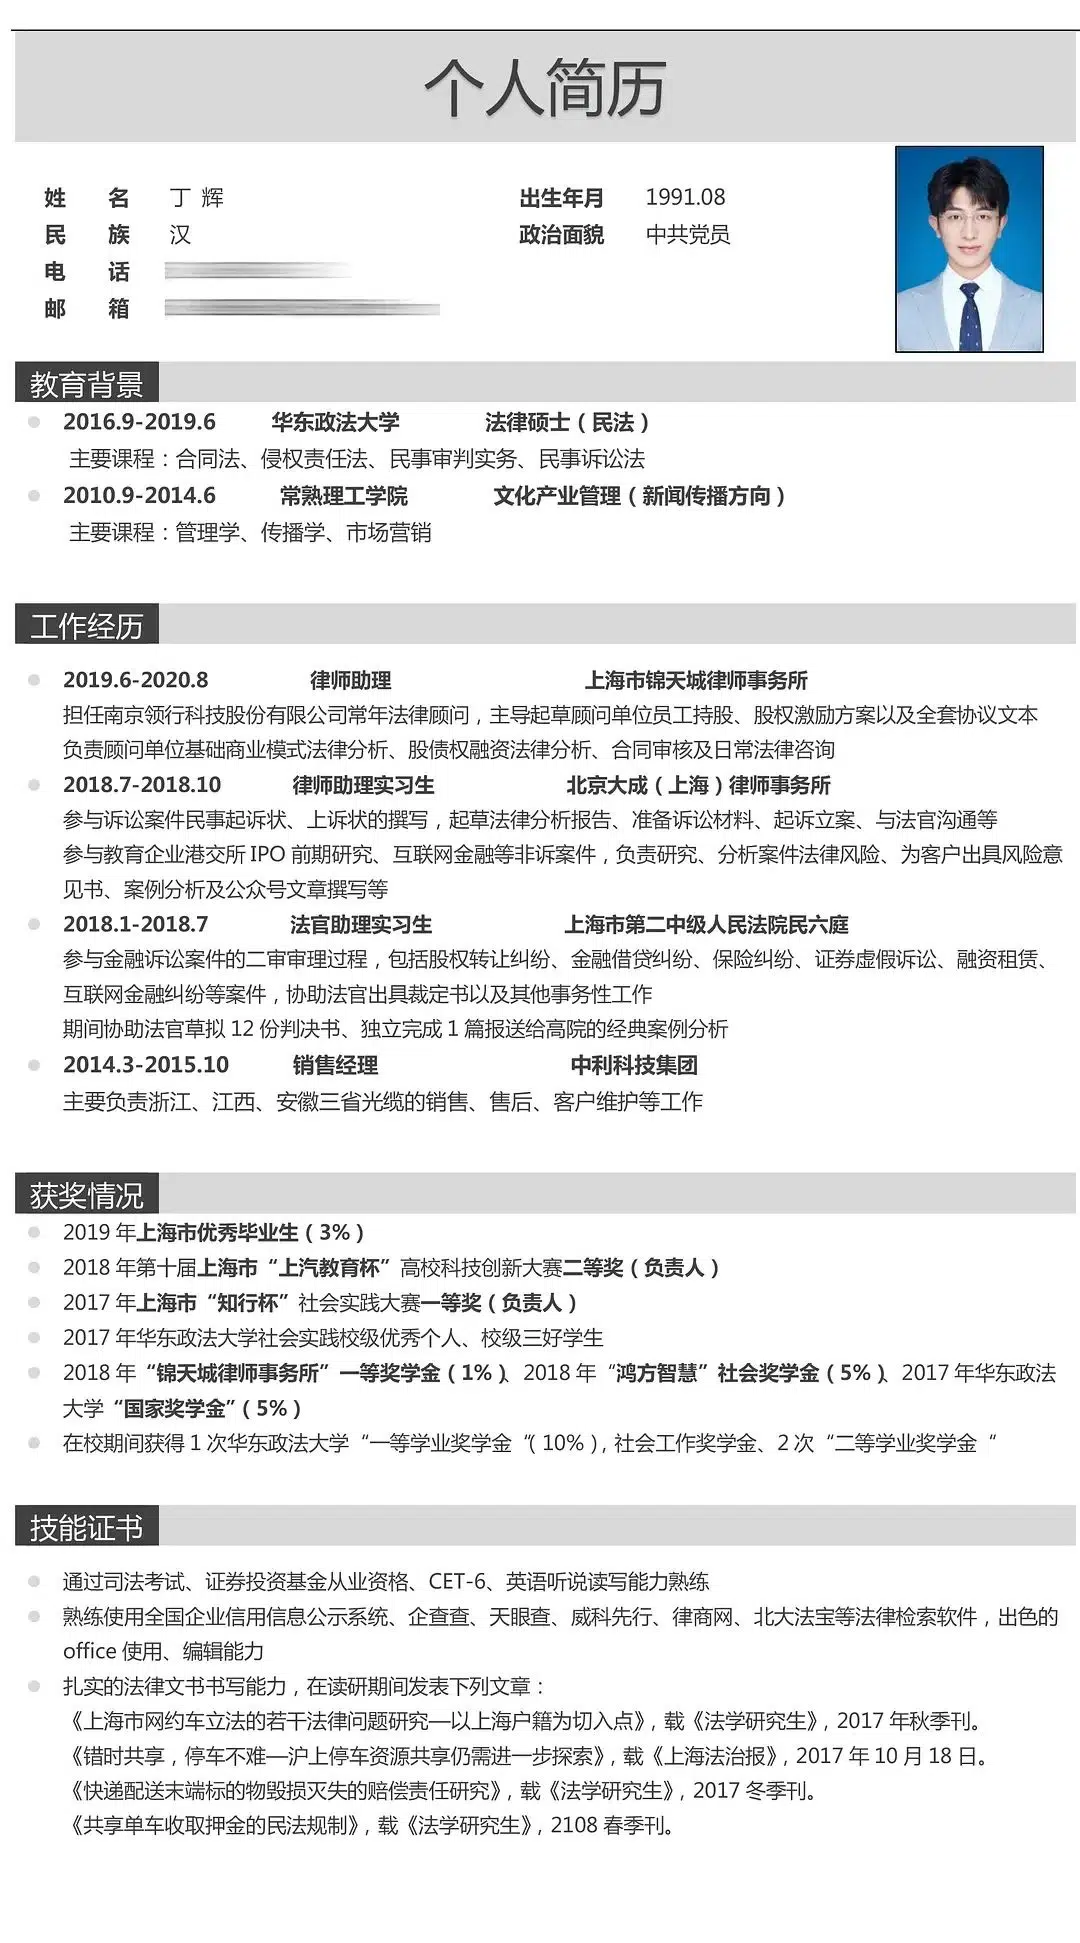 个人简历
姓 名 丁 辉 出生年月 1991.08
民 族 汉 政治面貌 中共党员
电 话
邮 箱
教育背景
2016.9-2019.6 华东政法大学 法律硕士（民法）
主要课程：合同法、侵权责任法、民事审判实务、民事诉讼法
2010.9-2014.6 常熟理工学院 文化产业管理（新闻传播方向）
主要课程：管理学、传播学、市场营销
工作经历
2019.6-2020.8 律师助理 上海市锦天城律师事务所
担任南京领行科技股份有限公司常年法律顾问，主导起草顾问单位员工持股、股权激励方案以及全套协议文本
负责顾问单位基础商业模式法律分析、股债权融资法律分析、合同审核及日常法律咨询
2018.7-2018.10 律师助理实习生 北京大成（上海）律师事务所
参与诉讼案件民事起诉状、上诉状的撰写，起草法律分析报告、准备诉讼材料、起诉立案、与法官沟通等
参与教育企业港交所 IPO 前期研究、互联网金融等非诉案件，负责研究、分析案件法律风险、为客户出具风险意
见书、案例分析及公众号文章撰写等
2018.1-2018.7 法官助理实习生 上海市第二中级人民法院民六庭
参与金融诉讼案件的二审审理过程，包括股权转让纠纷、金融借贷纠纷、保险纠纷、证券虚假诉讼、融资租赁、
互联网金融纠纷等案件，协助法官出具裁定书以及其他事务性工作
期间协助法官草拟 12 份判决书、独立完成 1 篇报送给高院的经典案例分析
2014.3-2015.10 销售经理 中利科技集团
主要负责浙江、江西、安徽三省光缆的销售、售后、客户维护等工作
获奖情况
2019 年上海市优秀毕业生（3%）
2018 年第十届上海市“上汽教育杯”高校科技创新大赛二等奖（负责人）
2017 年上海市“知行杯”社会实践大赛一等奖（负责人）
2017 年华东政法大学社会实践校级优秀个人、校级三好学生
2018 年“锦天城律师事务所”一等奖学金（1%）、2018 年“鸿方智慧”社会奖学金（5%）、2017 年华东政法
大学“国家奖学金”（5%）
在校期间获得 1 次华东政法大学“一等学业奖学金“（10%），社会工作奖学金、2 次“二等学业奖学金“
技能证书
通过司法考试、证券投资基金从业资格、CET-6、英语听说读写能力熟练
熟练使用全国企业信用信息公示系统、企查查、天眼查、威科先行、律商网、北大法宝等法律检索软件，出色的
office 使用、编辑能力
扎实的法律文书书写能力，在读研期间发表下列文章：
《上海市网约车立法的若干法律问题研究—以上海户籍为切入点》，载《法学研究生》，2017 年秋季刊。
《错时共享，停车不难—沪上停车资源共享仍需进一步探索》，载《上海法治报》，2017 年 10 月 18 日。
《快递配送末端标的物毁损灭失的赔偿责任研究》，载《法学研究生》，2017 冬季刊。
《共享单车收取押金的民法规制》，载《法学研究生》，2108 春季刊。